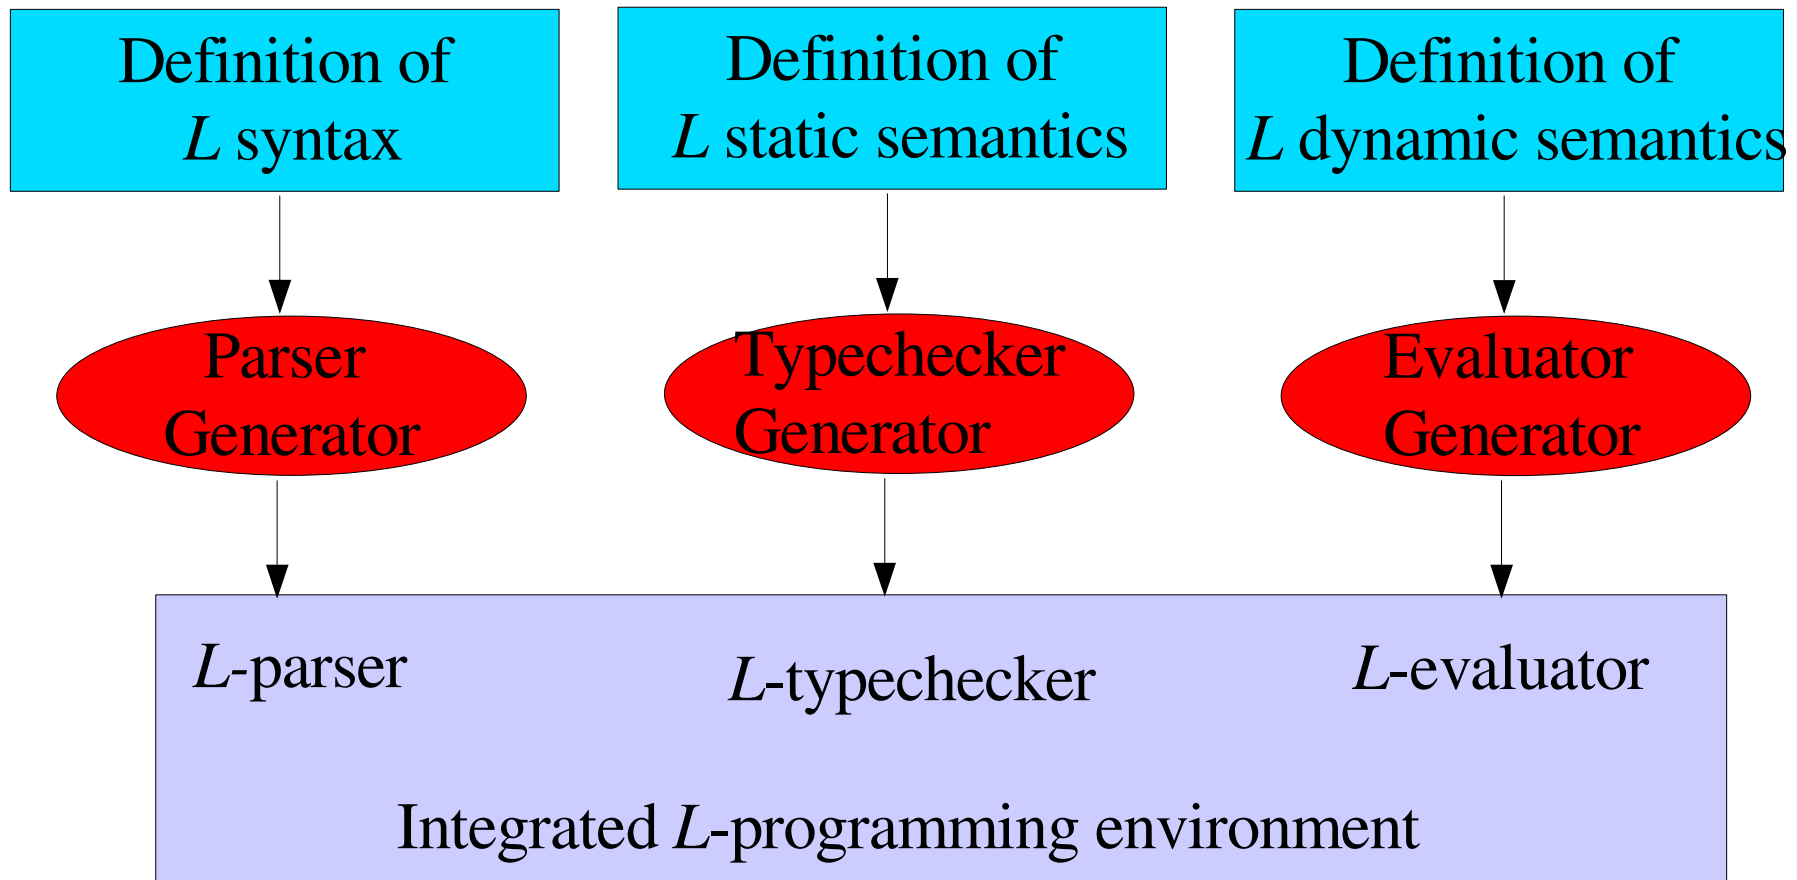 Definition of
L syntax
Definition of
L static semantics
Definition of
L dynamic semantics
Parser
Generator
Typechecker
Generator
Evaluator
Generator
L-parser
L-typechecker
L-evaluator
Integrated L-programming environment